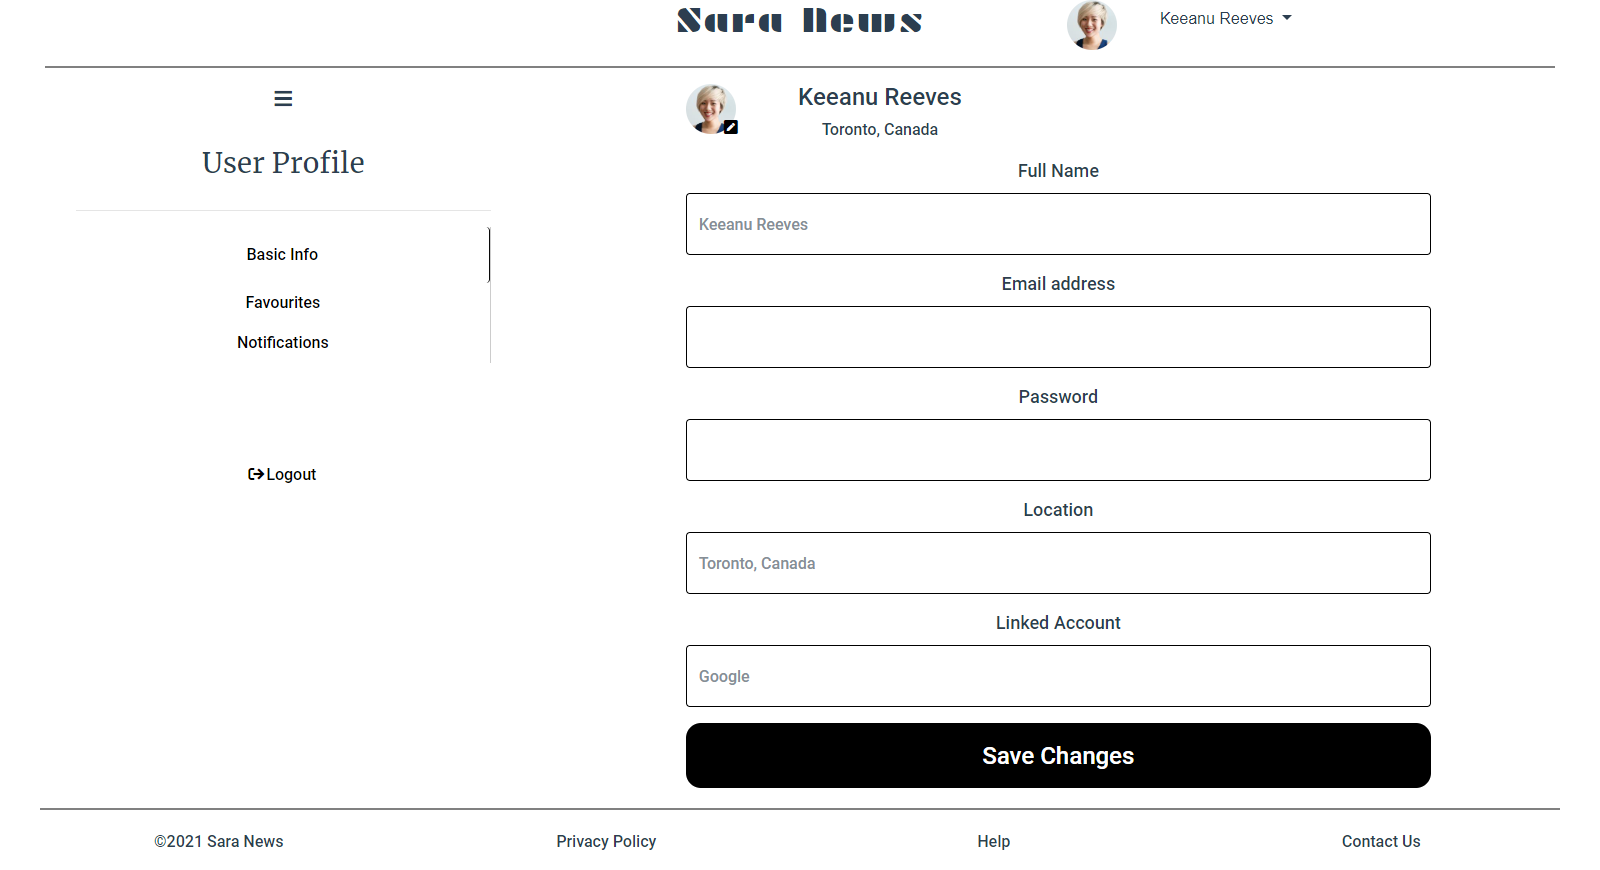 Sara News
Keeanu Reeves
User Profile
Basic Info
Favourites
Notifications
Logout
Keeanu Reeves
Toronto, Canada
Full Name
Keeanu Reeves
Email address
Password
Location
Toronto, Canada
Linked Account
Google
Save Changes
©2021 Sara News
Privacy Policy
Help
Contact Us